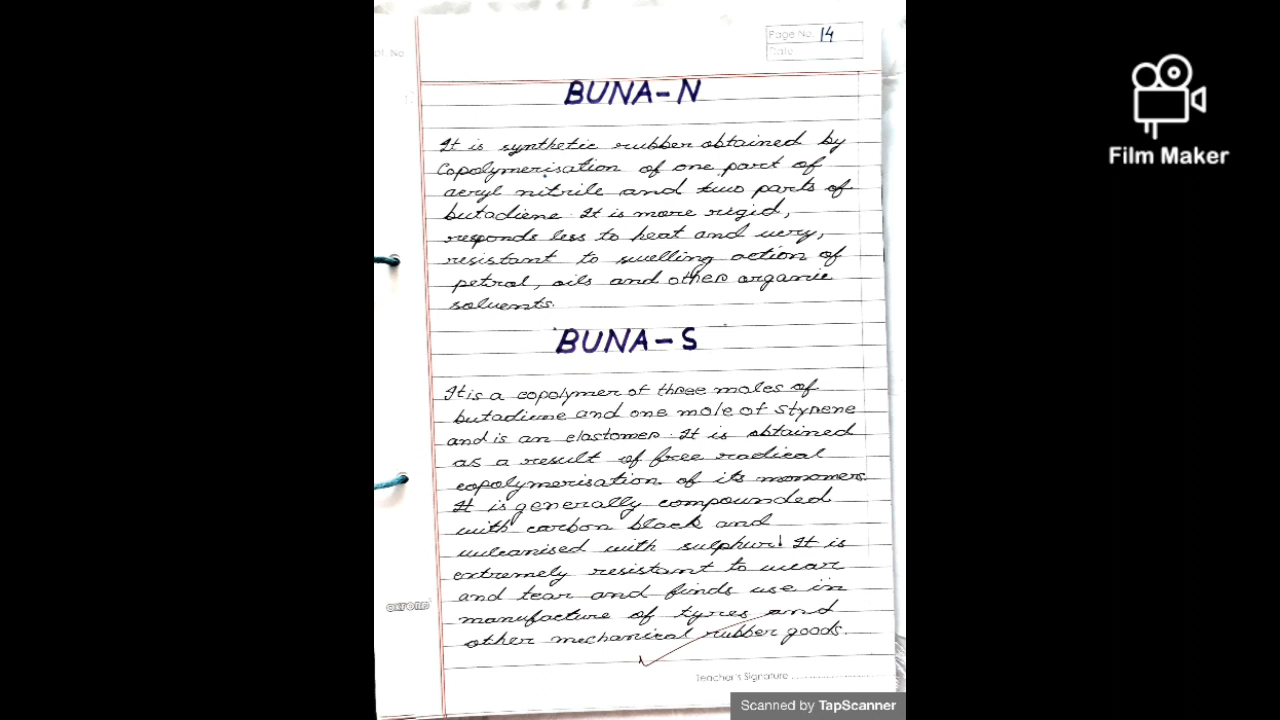 Page No. 14
Date
BUNA-N
It is synthetic rubber obtained by
Copolymerisation of one part of
acryl nitrile and two parts of
butadiene. It is more rigid,
responds less to heat and very,
resistant to swelling action of
petrol, oils and other organic
solvents.
BUNA-S
It is a copolymer of three moles of
butadiene and one mole of styrene
and is an elastomer. It is obtained
as a result of free radical
copolymerisation of its monomers.
It is generally compounded
with carbon black and
vulcanised with sulphur. It is
extremely resistant to wear
and tear and finds use in
manufacture of tyres and
other mechanical rubber goods.
Teacher's Signature
Scanned by TapScanner
Film Maker